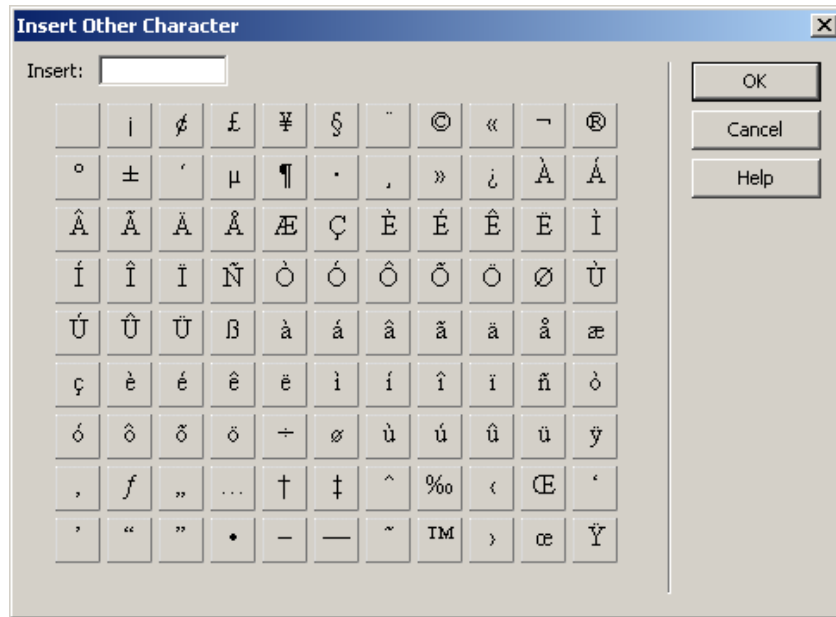 Insert Other Character
Insert:
OK
Cancel
Help
¡ ¢ £ ¥ § ¨ © « ¬ ®
° ± ´ µ ¶ · ¸ » ¿ À Á
Â Ã Ä Å Æ Ç È É Ê Ë Ì
Í Î Ï Ñ Ò Ó Ô Õ Ö Ø Ù
Ú Û Ü ß à á â ã ä å æ
ç è é ê ë ì í î ï ñ ò
ó ô õ ö ÷ ø ù ú û ü ÿ
‚ ƒ „ … † ‡ ˆ ‰ ‹ Œ ‘
’ “ ” • – — ˜ ™ › œ Ÿ